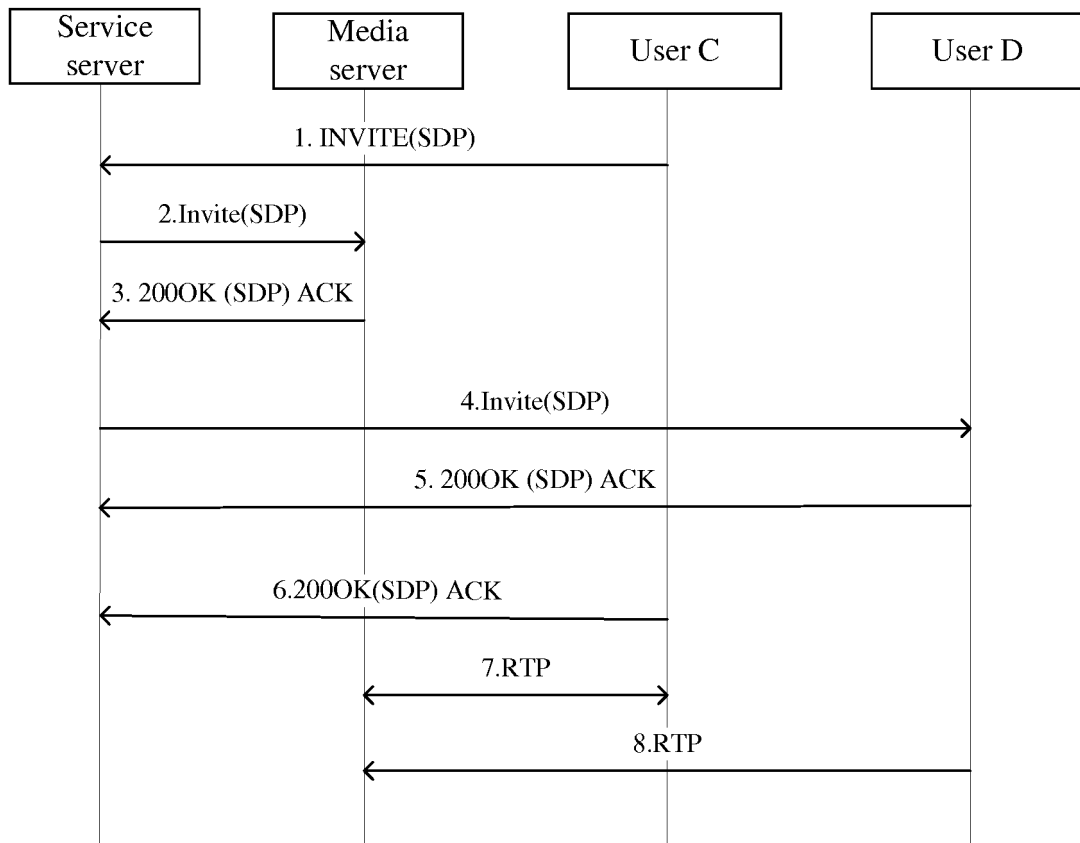 Service
server
Media
server
User C
User D
1. INVITE(SDP)
2.Invite(SDP)
3. 200OK (SDP) ACK
4.Invite(SDP)
5. 200OK (SDP) ACK
6.200OK(SDP) ACK
7.RTP
8.RTP